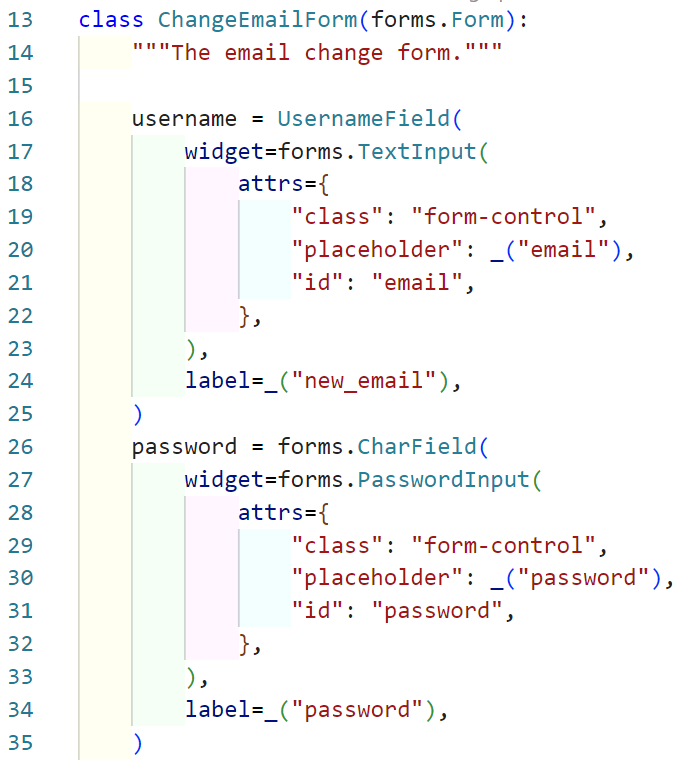 13 class ChangeEmailForm(forms.Form):
14     """The email change form."""
15
16     username = UsernameField(
17         widget=forms.TextInput(
18             attrs={
19                 "class": "form-control",
20                 "placeholder": _("email"),
21                 "id": "email",
22             },
23         ),
24         label=_("new_email"),
25     )
26     password = forms.CharField(
27         widget=forms.PasswordInput(
28             attrs={
29                 "class": "form-control",
30                 "placeholder": _("password"),
31                 "id": "password",
32             },
33         ),
34         label=_("password"),
35     )